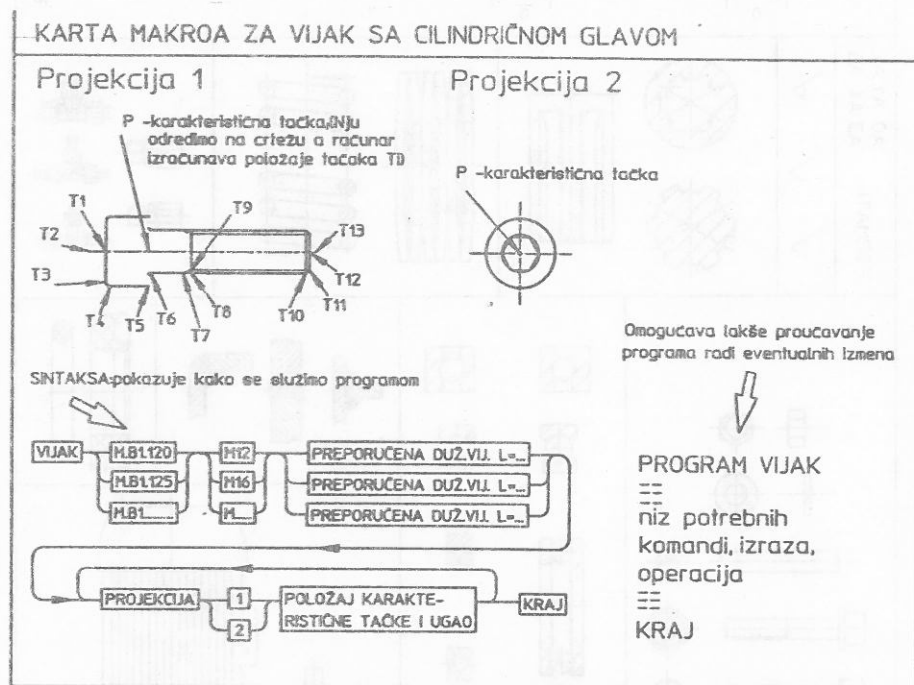 KARTA MAKROA ZA VIJAK SA CILINDRIČNOM GLAVOM
Projekcija 1
Projekcija 2
P -karakteristična tačka,(N)ju
odredimo na crtežu a računar
izračunava položaje tačaka Ti)
P -karakteristična tačka
T1
T2
T3
T4
T5
T6
T7
T8
T9
T10
T11
T12
T13
Omogućava lakše proučavanje
programa radi eventualnih izmena
SINTAKSA:pokazuje kako se služimo programom
VIJAK
M.B1.120
M.B1.125
M.B1......
M12
M16
M......
PREPORUČENA DUŽ.VIJ. L=...
PREPORUČENA DUŽ.VIJ. L=...
PREPORUČENA DUŽ.VIJ. L=...
PROJEKCIJA
1
2
POLOŽAJ KARAKTE-
RISTIČNE TAČKE I UGAO
KRAJ
PROGRAM VIJAK
niz potrebnih
komandi, izraza,
operacija
KRAJ